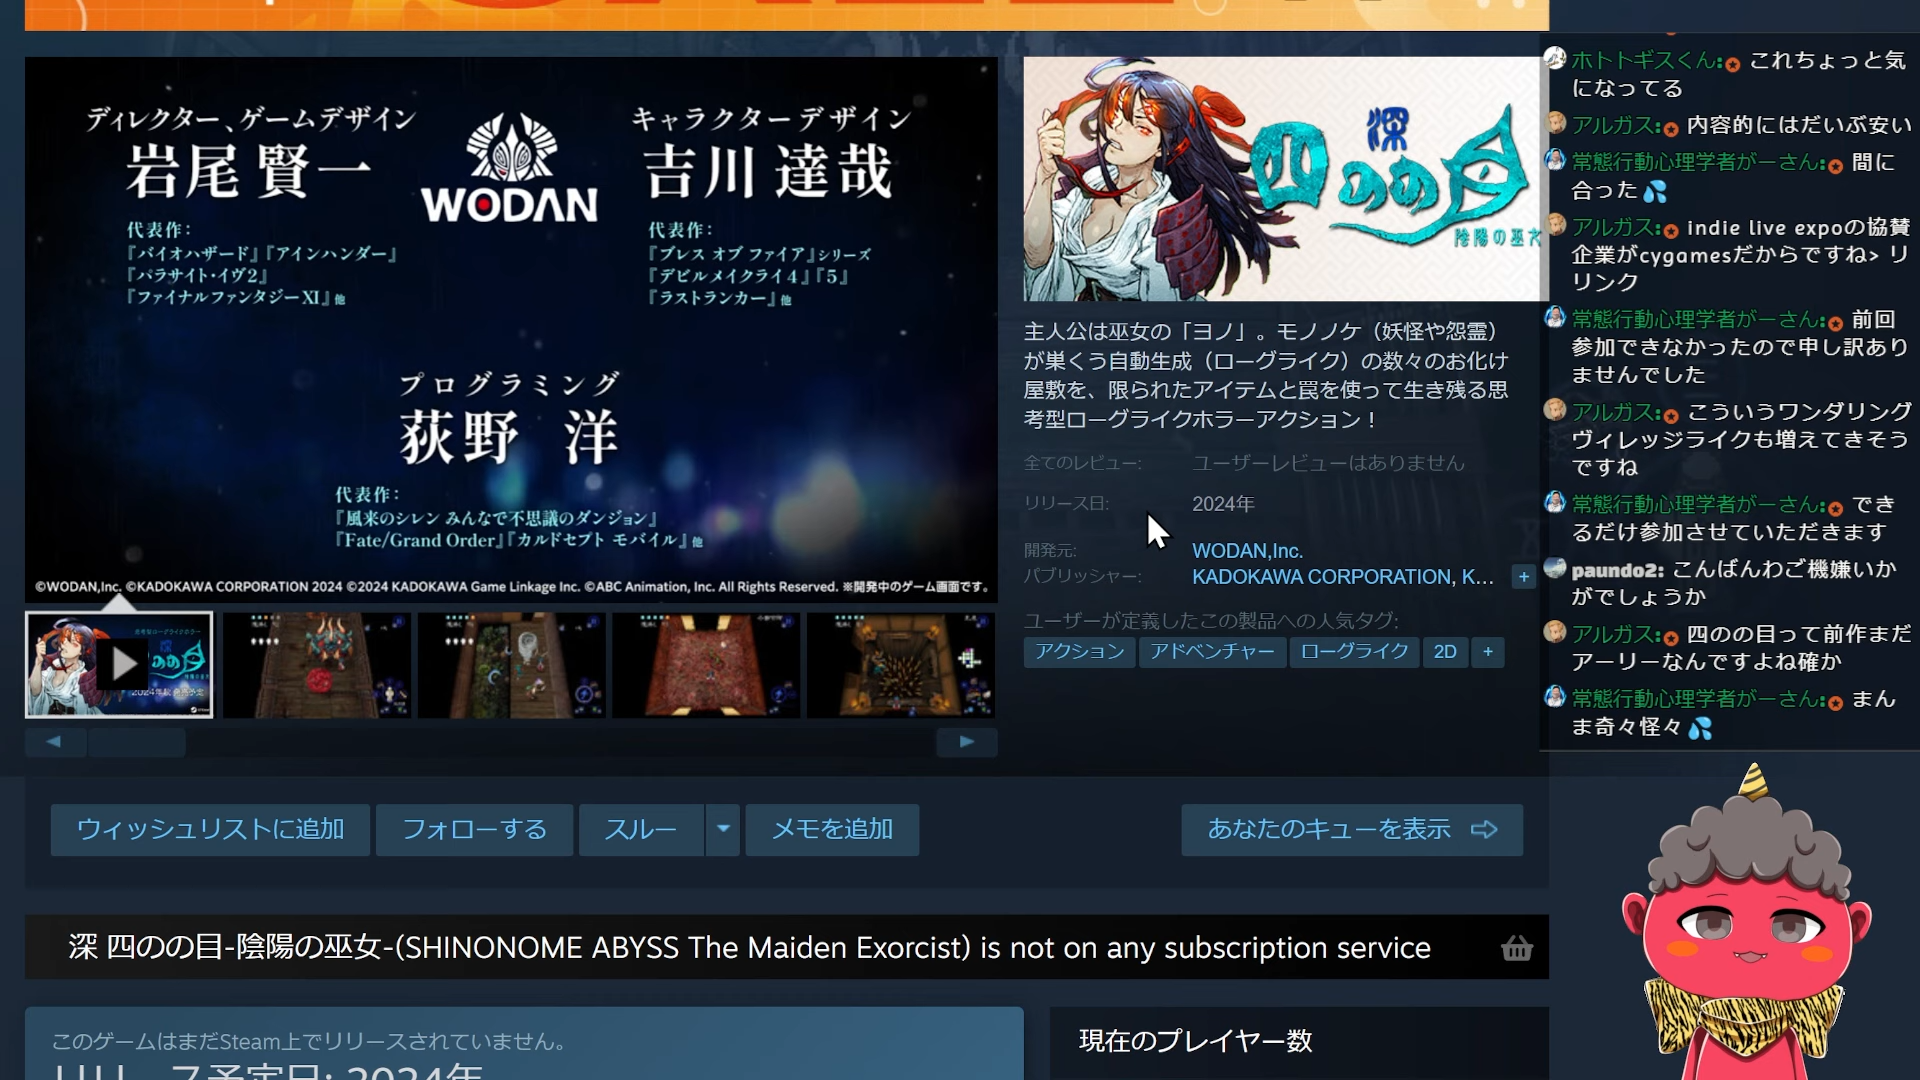 ディレクター、ゲームデザイン
岩尾 賢一
代表作：
『バイオハザード』『アインハンダー』
『パラサイト・イヴ2』
『ファイナルファンタジーXI』他
WODAN
キャラクターデザイン
吉川 達哉
代表作：
『ブレス オブ ファイア』シリーズ
『デビルメイクライ4』『5』
『ラストランカー』他
プログラミング
荻野 洋
代表作：
『風来のシレン みんなで不思議のダンジョン』
『Fate/Grand Order』『カルドセプト モバイル』他
©WODAN,Inc. ©KADOKAWA CORPORATION 2024 ©2024 KADOKAWA Game Linkage Inc. ©ABC Animation, Inc. All Rights Reserved. ※開発中のゲーム画面です。
深
四のの目
陰陽の巫女
主人公は巫女の「ヨノ」。モノノケ（妖怪や怨霊）
が巣くう自動生成（ローグライク）の数々のお化け
屋敷を、限られたアイテムと罠を使って生き残る思
考型ローグライクホラーアクション！
全てのレビュー: ユーザーレビューはありません
リリース日: 2024年
開発元: WODAN,Inc.
パブリッシャー: KADOKAWA CORPORATION, K... +
ユーザーが定義したこの製品への人気タグ:
アクション アドベンチャー ローグライク 2D +
ウィッシュリストに追加 フォローする スルー メモを追加 あなたのキューを表示
深 四のの目-陰陽の巫女-(SHINONOME ABYSS The Maiden Exorcist) is not on any subscription service
このゲームはまだSteam上でリリースされていません。
リリース予定日: 2024年
現在のプレイヤー数
ホトトギスくん: これちょっと気
になってる
アルガス: 内容的にはだいぶ安い
常態行動心理学者がーさん: 間に
合った💦
アルガス: indie live expoの協賛
企業がcygamesだからですね> リ
リンク
常態行動心理学者がーさん: 前回
参加できなかったので申し訳あり
ませんでした
アルガス: こういうワンダリング
ヴィレッジライクも増えてきそう
ですね
常態行動心理学者がーさん: でき
るだけ参加させていただきます
paundo2: こんばんわご機嫌いか
がでしょうか
アルガス: 四のの目って前作まだ
アーリーなんですよね確か
常態行動心理学者がーさん: まん
ま奇々怪々💦